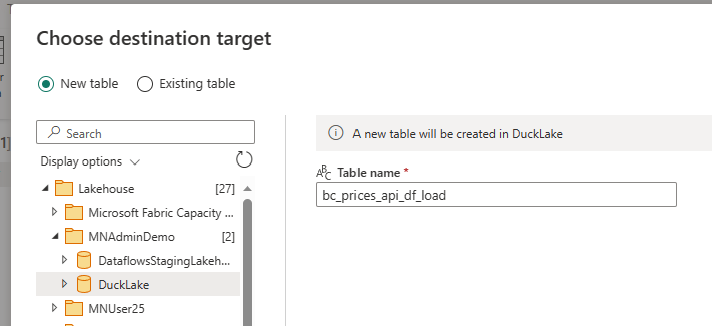 Choose destination target
New table
Existing table
Search
Display options
Lakehouse [27]
Microsoft Fabric Capacity ...
MNAdminDemo [2]
DataflowsStagingLakeh...
DuckLake
MNUser25
A new table will be created in DuckLake
ABC Table name *
bc_prices_api_df_load